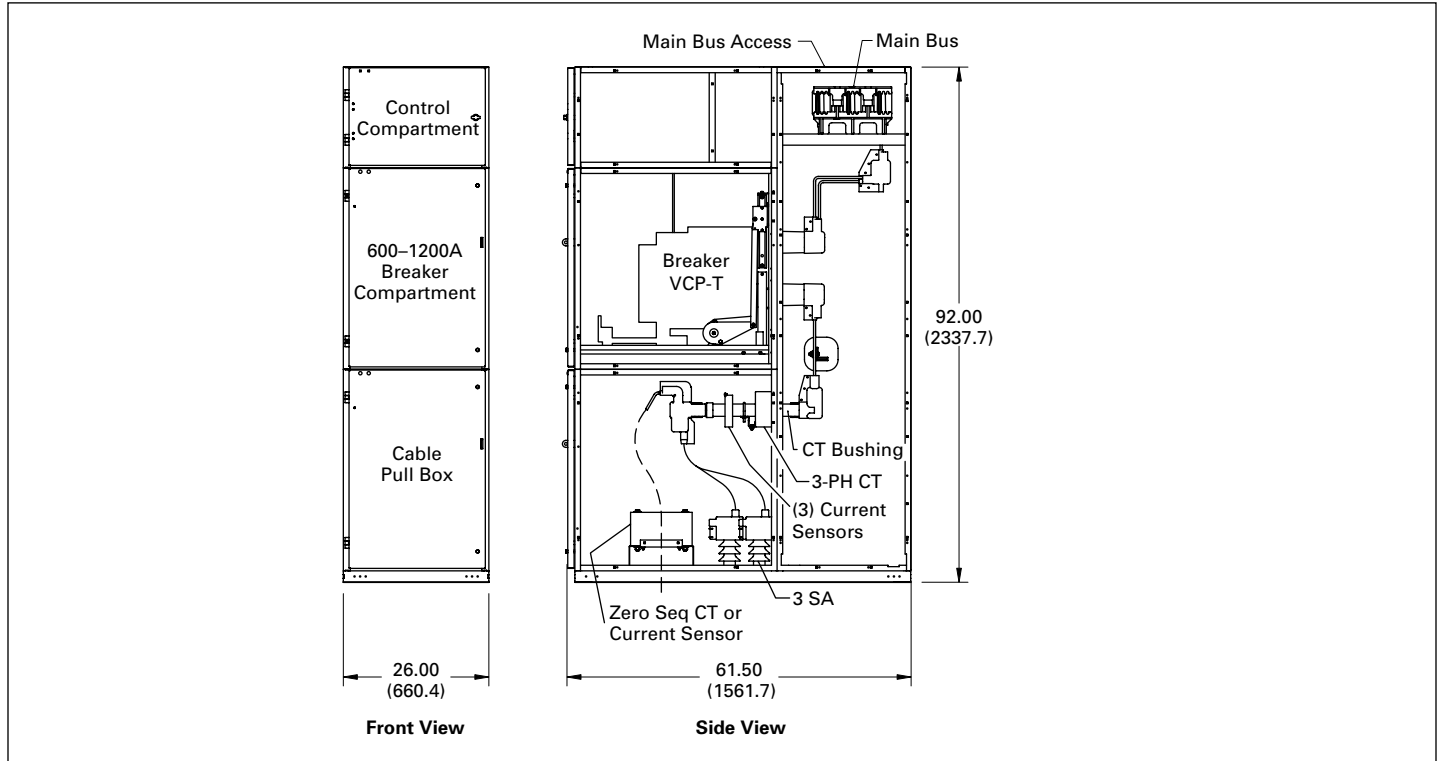 Main Bus Access
Main Bus
Control
Compartment
600–1200A
Breaker
Compartment
Cable
Pull Box
Breaker
VCP-T
92.00
(2337.7)
CT Bushing
3-PH CT
(3) Current
Sensors
3 SA
Zero Seq CT or
Current Sensor
26.00
(660.4)
61.50
(1561.7)
Front View
Side View